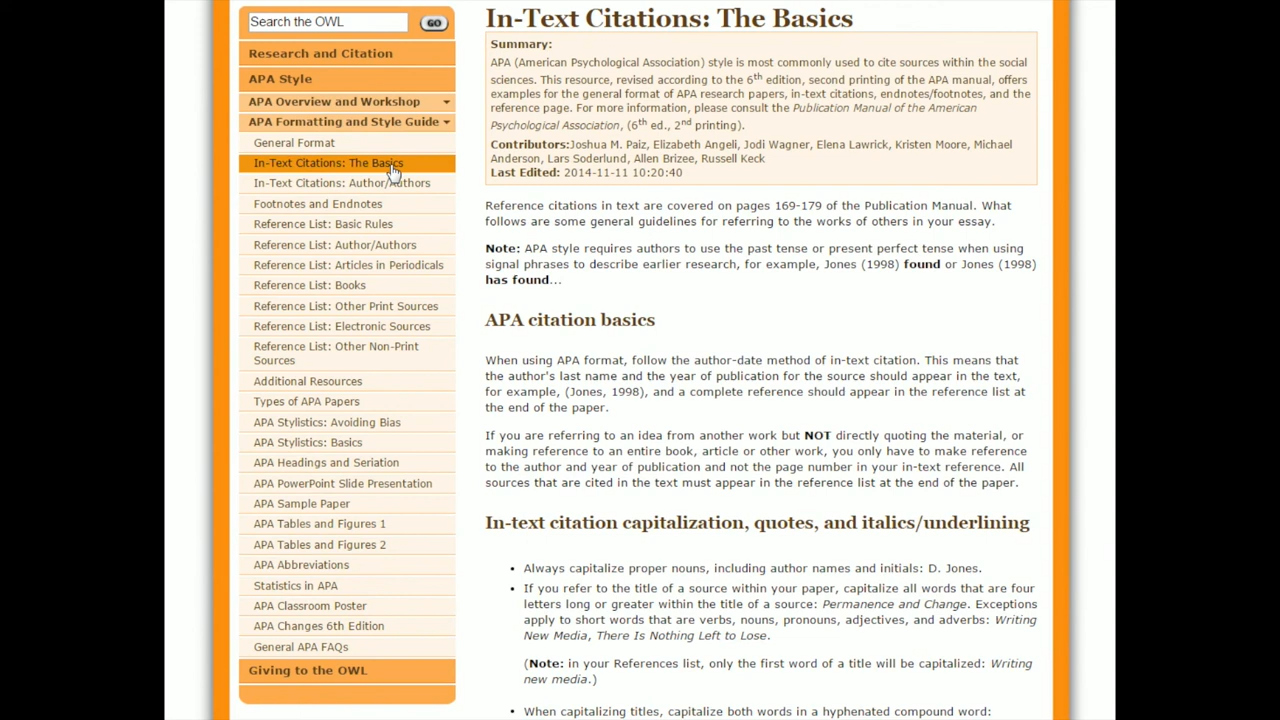 Search the OWL
GO
Research and Citation
APA Style
APA Overview and Workshop
APA Formatting and Style Guide
General Format
In-Text Citations: The Basics
In-Text Citations: Author/Authors
Footnotes and Endnotes
Reference List: Basic Rules
Reference List: Author/Authors
Reference List: Articles in Periodicals
Reference List: Books
Reference List: Other Print Sources
Reference List: Electronic Sources
Reference List: Other Non-Print
Sources
Additional Resources
Types of APA Papers
APA Stylistics: Avoiding Bias
APA Stylistics: Basics
APA Headings and Seriation
APA PowerPoint Slide Presentation
APA Sample Paper
APA Tables and Figures 1
APA Tables and Figures 2
APA Abbreviations
Statistics in APA
APA Classroom Poster
APA Changes 6th Edition
General APA FAQs
Giving to the OWL
In-Text Citations: The Basics
Summary:
APA (American Psychological Association) style is most commonly used to cite sources within the social
sciences. This resource, revised according to the 6th edition, second printing of the APA manual, offers
examples for the general format of APA research papers, in-text citations, endnotes/footnotes, and the
reference page. For more information, please consult the Publication Manual of the American
Psychological Association, (6th ed., 2nd printing).
Contributors:Joshua M. Paiz, Elizabeth Angeli, Jodi Wagner, Elena Lawrick, Kristen Moore, Michael
Anderson, Lars Soderlund, Allen Brizee, Russell Keck
Last Edited: 2014-11-11 10:20:40
Reference citations in text are covered on pages 169-179 of the Publication Manual. What
follows are some general guidelines for referring to the works of others in your essay.
Note: APA style requires authors to use the past tense or present perfect tense when using
signal phrases to describe earlier research, for example, Jones (1998) found or Jones (1998)
has found...
APA citation basics
When using APA format, follow the author-date method of in-text citation. This means that
the author's last name and the year of publication for the source should appear in the text,
for example, (Jones, 1998), and a complete reference should appear in the reference list at
the end of the paper.
If you are referring to an idea from another work but NOT directly quoting the material, or
making reference to an entire book, article or other work, you only have to make reference
to the author and year of publication and not the page number in your in-text reference. All
sources that are cited in the text must appear in the reference list at the end of the paper.
In-text citation capitalization, quotes, and italics/underlining
• Always capitalize proper nouns, including author names and initials: D. Jones.
• If you refer to the title of a source within your paper, capitalize all words that are four
letters long or greater within the title of a source: Permanence and Change. Exceptions
apply to short words that are verbs, nouns, pronouns, adjectives, and adverbs: Writing
New Media, There Is Nothing Left to Lose.
(Note: in your References list, only the first word of a title will be capitalized: Writing
new media.)
• When capitalizing titles, capitalize both words in a hyphenated compound word: